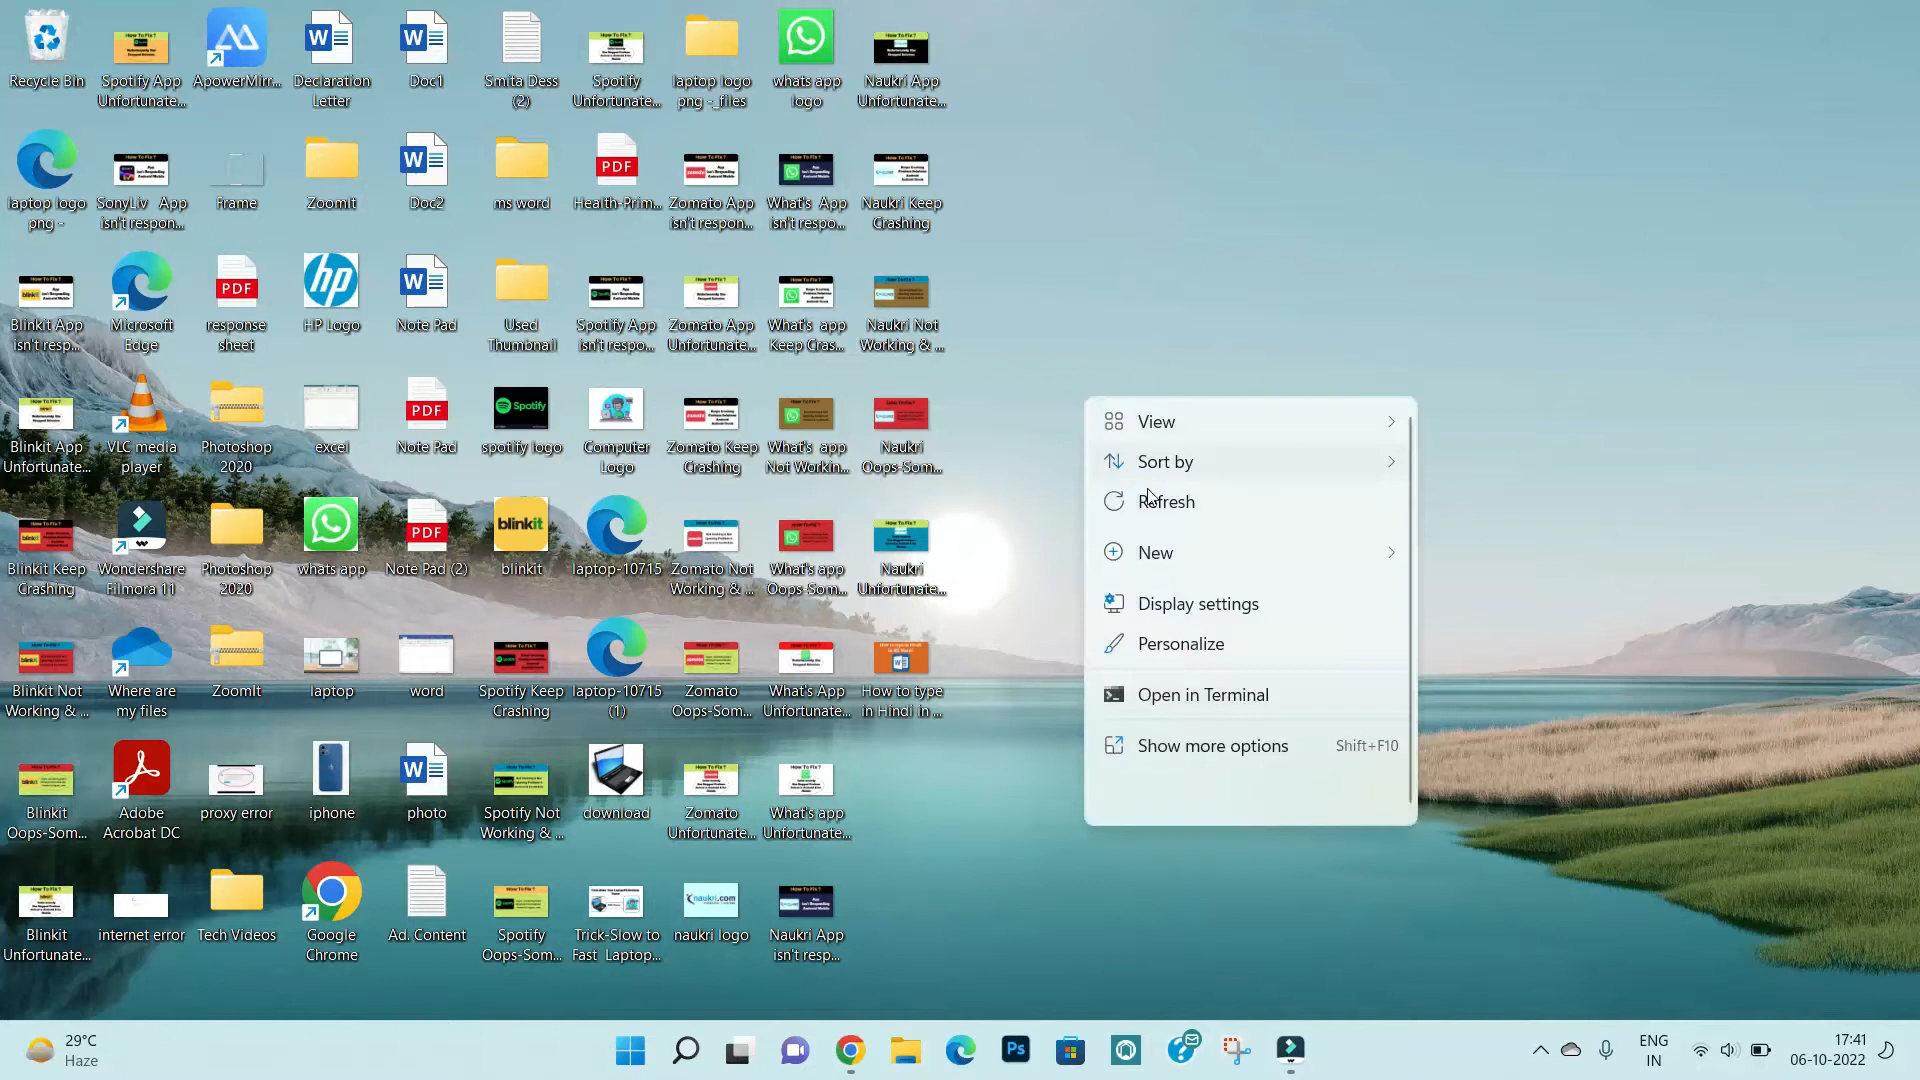 Recycle Bin
Spotify App
Unfortunate...
ApowerMirr...
Declaration
Letter
Doc1
Smita Dess
(2)
Spotify
Unfortunate...
laptop logo
png -_files
whats app
logo
Naukri App
Unfortunate...
laptop logo
png -
SonyLiv App
isn't respon...
Frame
ZoomIt
Doc2
ms word
PDF
Health-Prim...
Zomato App
isn't respon...
What's App
isn't respo...
Naukri Keep
Crashing
Blinkit App
isn't resp...
Microsoft
Edge
PDF
response
sheet
hp
HP Logo
Note Pad
Used
Thumbnail
Spotify App
isn't respo...
Zomato App
Unfortunate...
What's app
Keep Cras...
Naukri Not
Working & ...
Blinkit App
Unfortunate...
VLC media
player
Photoshop
2020
excel
PDF
Note Pad
Spotify
spotify logo
Computer
Logo
Zomato Keep
Crashing
What's app
Not Workin...
Naukri
Oops-Som...
Blinkit Keep
Crashing
Wondershare
Filmora 11
Photoshop
2020
whats app
PDF
Note Pad (2)
blinkit
blinkit
laptop-10715
Zomato Not
Working & ...
What's app
Oops-Som...
Naukri
Unfortunate...
Blinkit Not
Working & ...
Where are
my files
ZoomIt
laptop
word
Spotify Keep
Crashing
laptop-10715
(1)
Zomato
Oops-Som...
What's App
Unfortunate...
How to type
in Hindi in ...
Blinkit
Oops-Som...
Adobe
Acrobat DC
proxy error
iphone
photo
Spotify Not
Working & ...
download
Zomato
Unfortunate...
What's app
Unfortunate...
Blinkit
Unfortunate...
internet error
Tech Videos
Google
Chrome
Ad. Content
Spotify
Oops-Som...
Trick-Slow to
Fast Laptop...
naukri.com
naukri logo
Naukri App
isn't resp...
View
Sort by
Refresh
New
Display settings
Personalize
Open in Terminal
Show more options Shift+F10
29°C
Haze
Ps
ENG
IN
17:41
06-10-2022